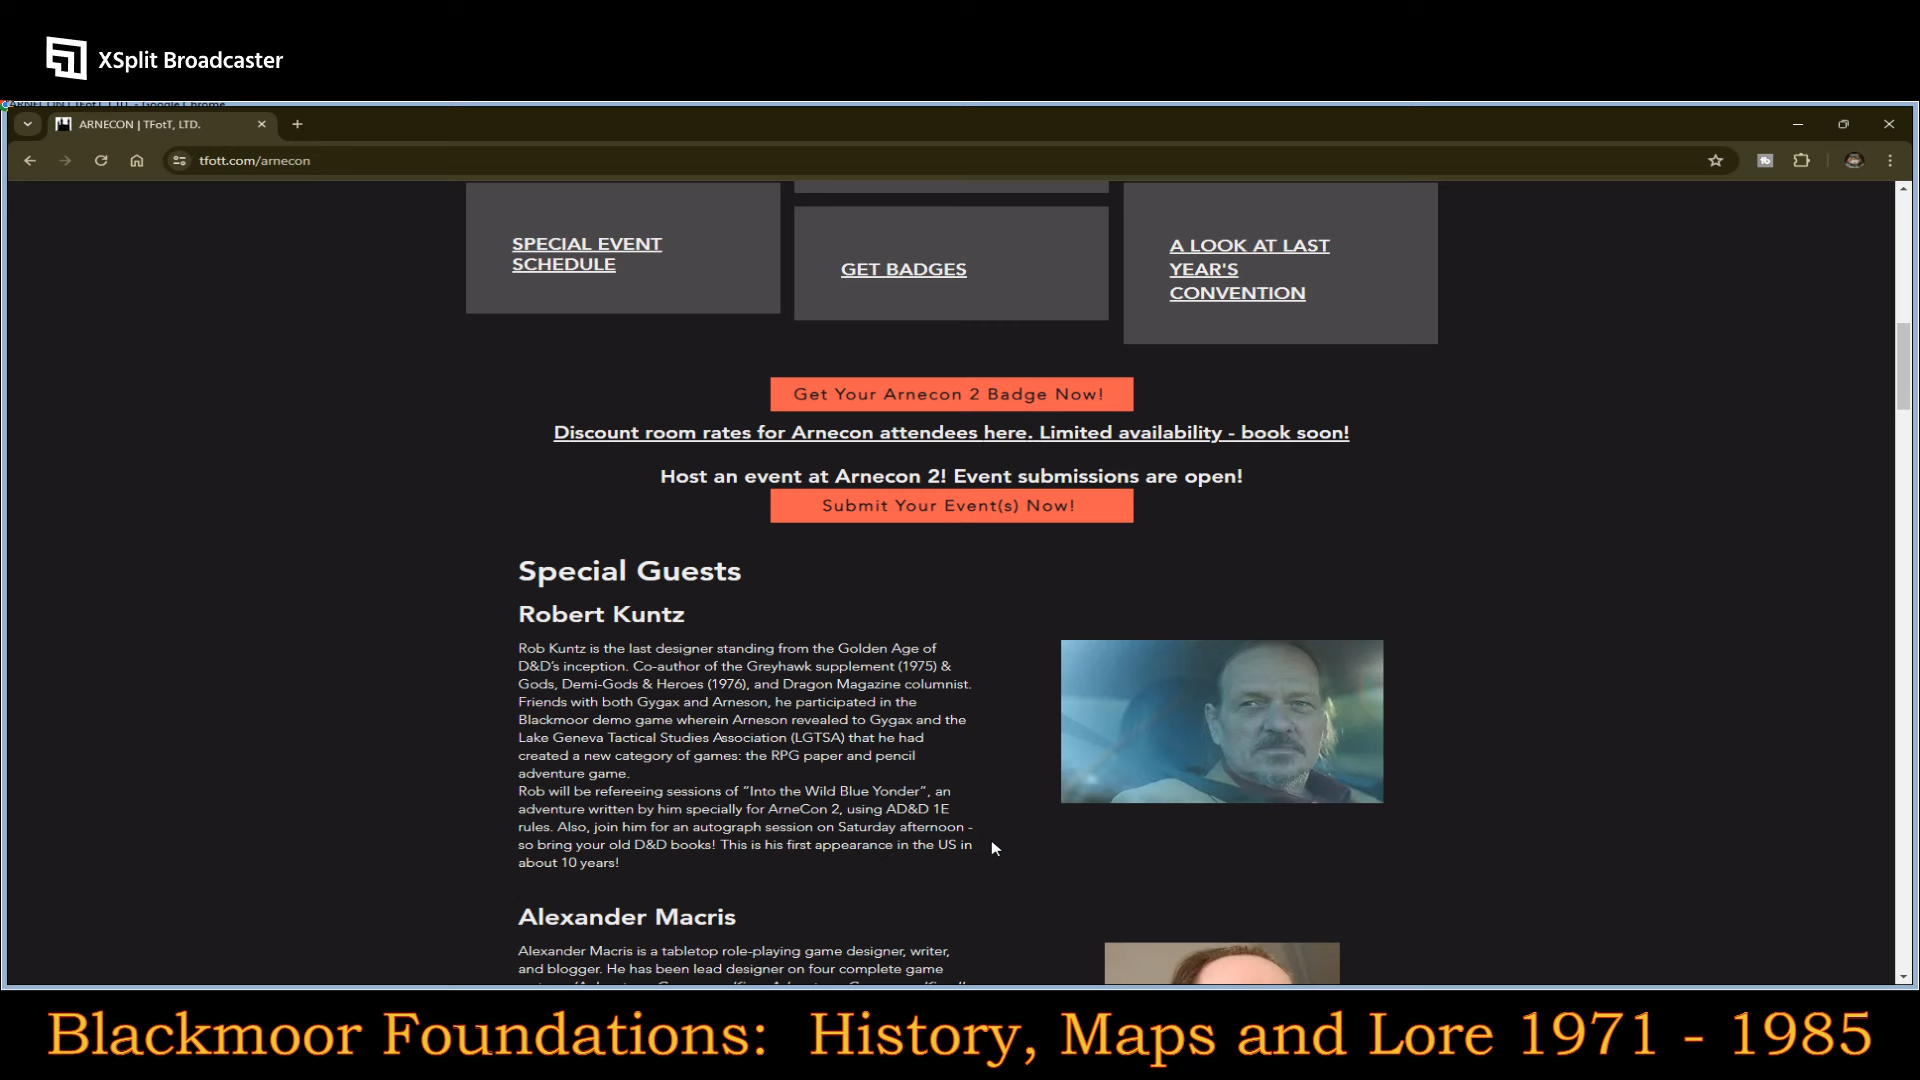 XSplit Broadcaster
ARNECON | TFotT, LTD. - Google Chrome
ARNECON | TFotT, LTD.
tfott.com/arnecon
SPECIAL EVENT
SCHEDULE
GET BADGES
A LOOK AT LAST
YEAR'S
CONVENTION
Get Your Arnecon 2 Badge Now!
Discount room rates for Arnecon attendees here. Limited availability - book soon!
Host an event at Arnecon 2! Event submissions are open!
Submit Your Event(s) Now!
Special Guests
Robert Kuntz
Rob Kuntz is the last designer standing from the Golden Age of
D&D's inception. Co-author of the Greyhawk supplement (1975) &
Gods, Demi-Gods & Heroes (1976), and Dragon Magazine columnist.
Friends with both Gygax and Arneson, he participated in the
Blackmoor demo game wherein Arneson revealed to Gygax and the
Lake Geneva Tactical Studies Association (LGTSA) that he had
created a new category of games: the RPG paper and pencil
adventure game.
Rob will be refereeing sessions of “Into the Wild Blue Yonder”, an
adventure written by him specially for ArneCon 2, using AD&D 1E
rules. Also, join him for an autograph session on Saturday afternoon -
so bring your old D&D books! This is his first appearance in the US in
about 10 years!
Alexander Macris
Alexander Macris is a tabletop role-playing game designer, writer,
and blogger. He has been lead designer on four complete game
Blackmoor Foundations: History, Maps and Lore 1971 - 1985